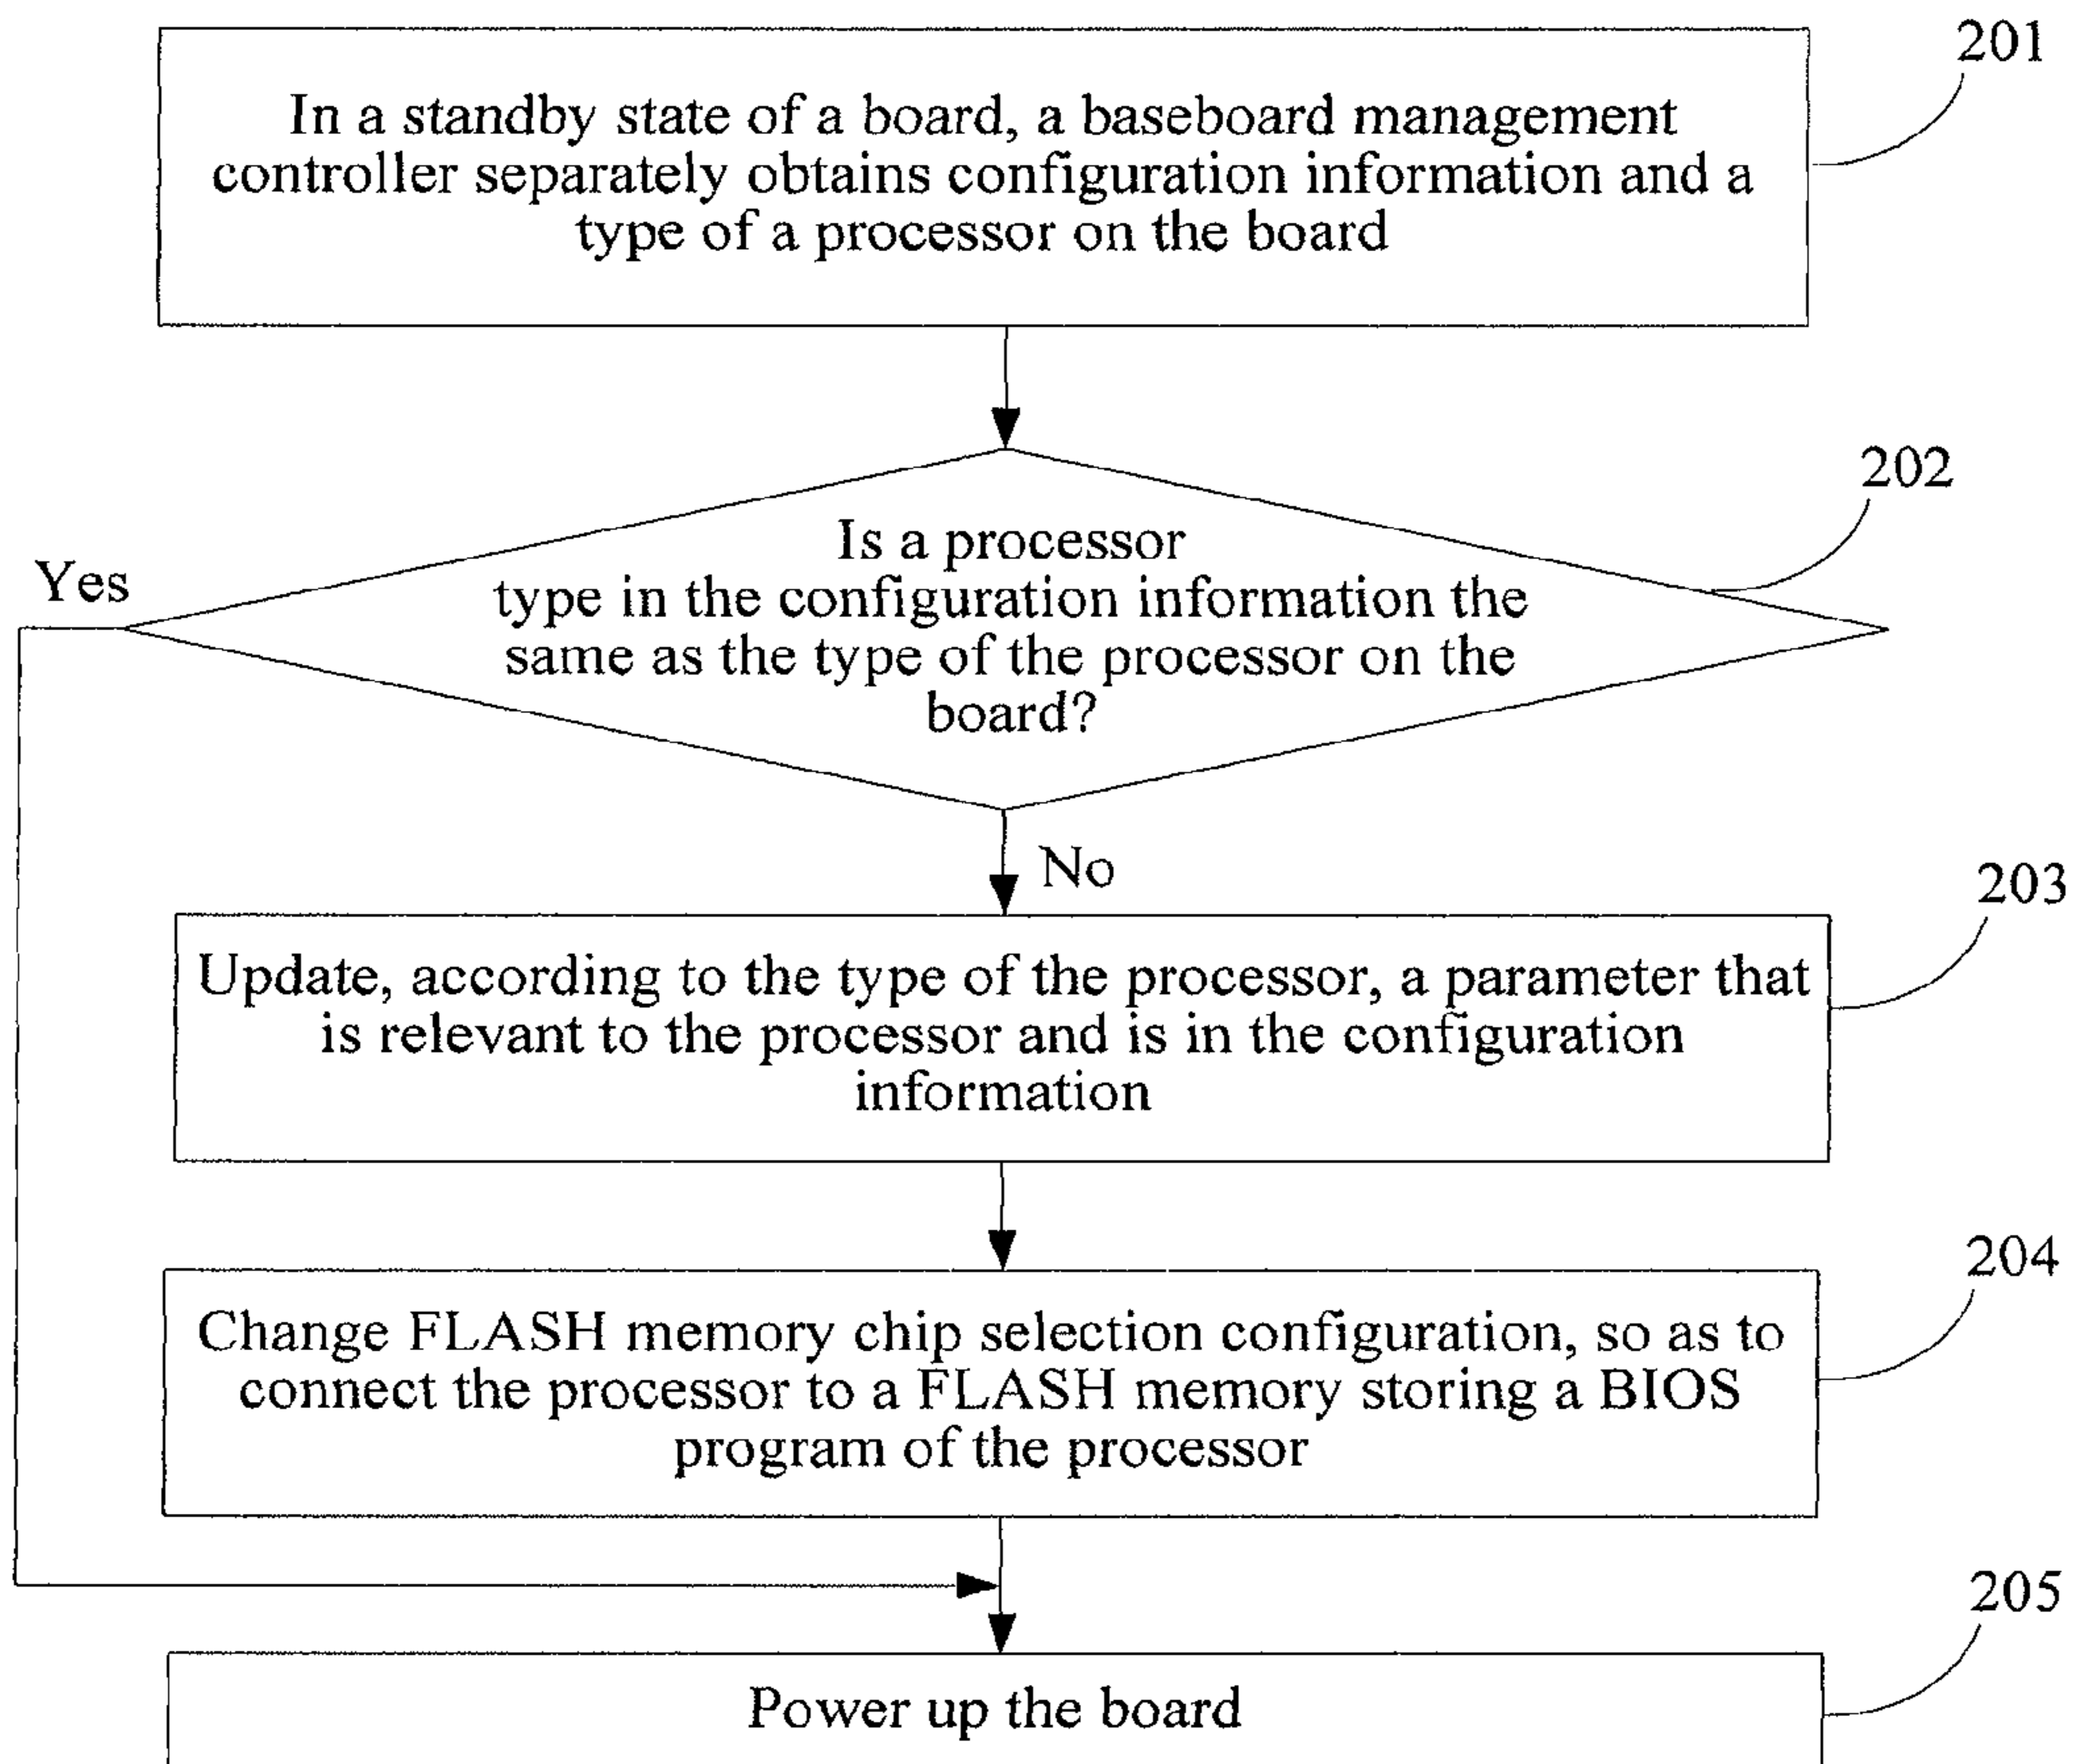 201
In a standby state of a board, a baseboard management
controller separately obtains configuration information and a
type of a processor on the board
202
Is a processor
type in the configuration information the
same as the type of the processor on the
board?
Yes
No
203
Update, according to the type of the processor, a parameter that
is relevant to the processor and is in the configuration
information
204
Change FLASH memory chip selection configuration, so as to
connect the processor to a FLASH memory storing a BIOS
program of the processor
205
Power up the board